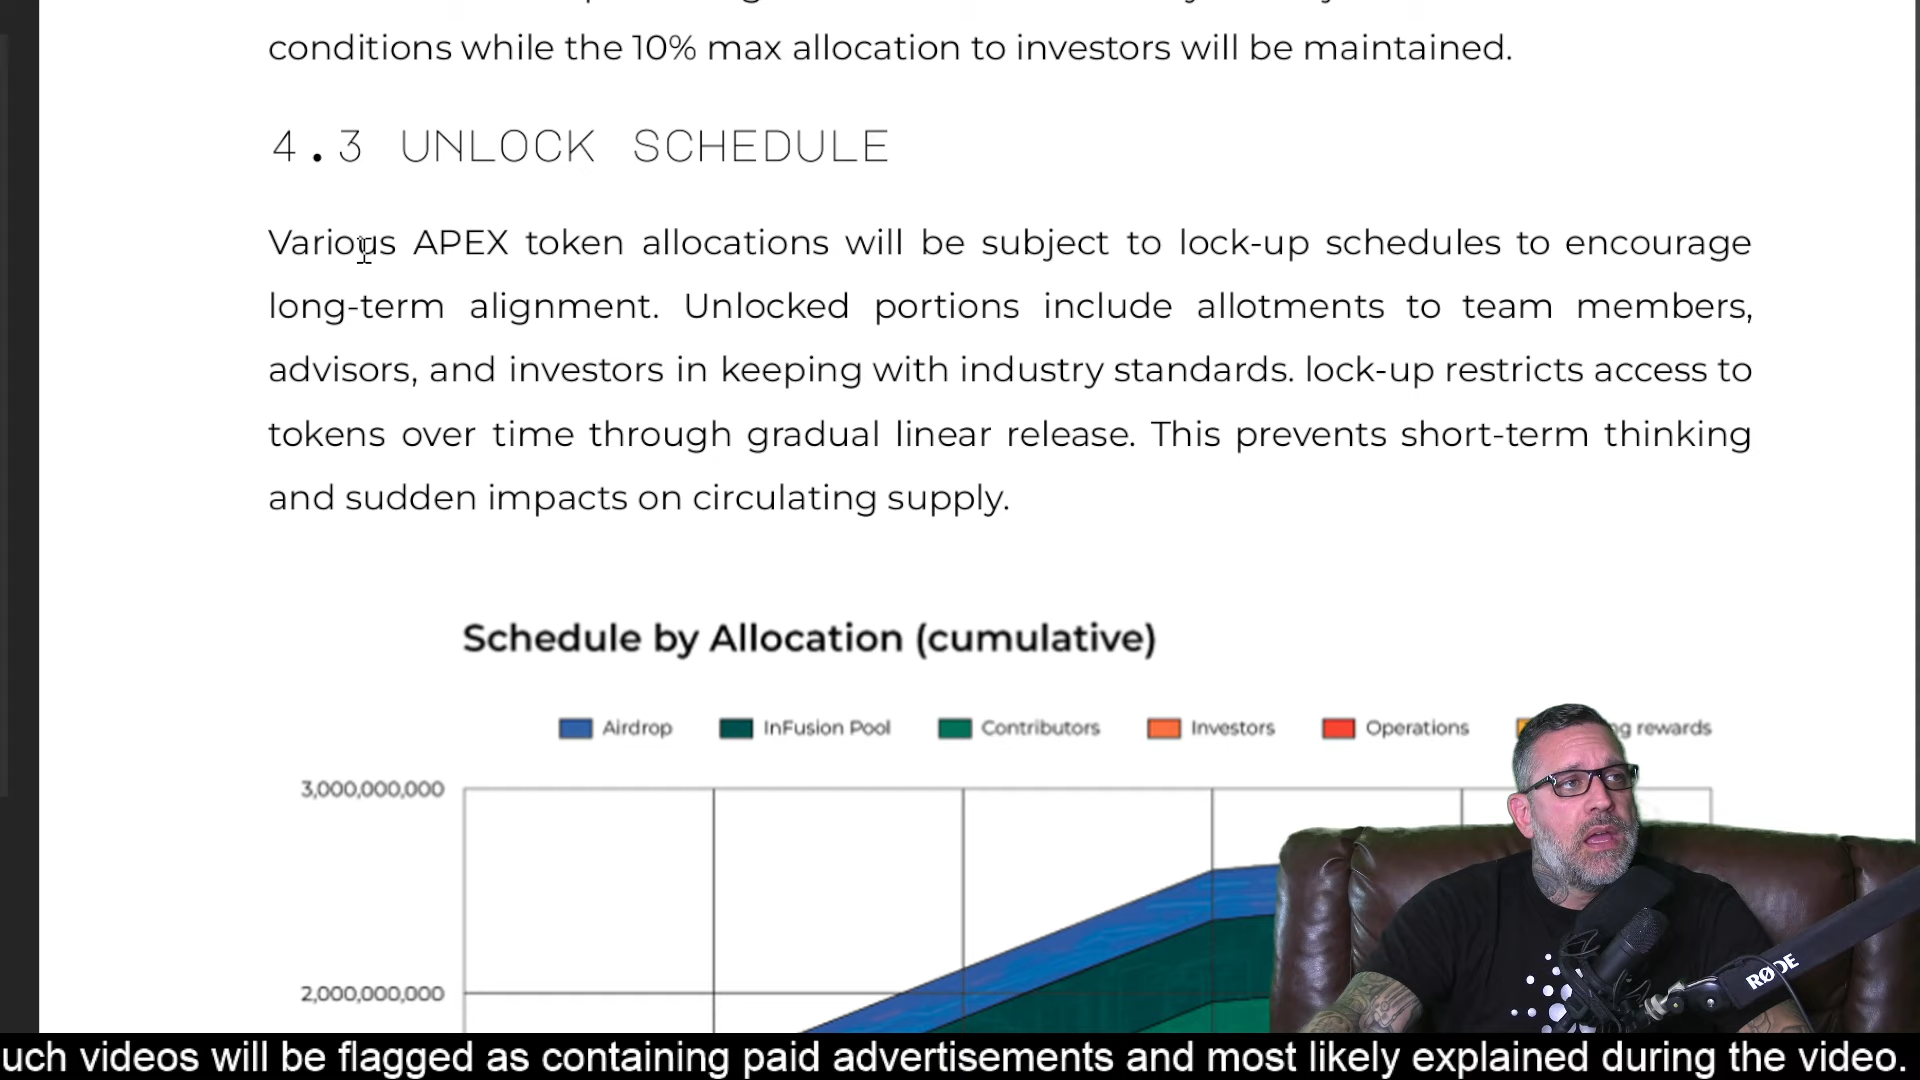 conditions while the 10% max allocation to investors will be maintained.
4.3 UNLOCK SCHEDULE
Various APEX token allocations will be subject to lock-up schedules to encourage
long-term alignment. Unlocked portions include allotments to team members,
advisors, and investors in keeping with industry standards. lock-up restricts access to
tokens over time through gradual linear release. This prevents short-term thinking
and sudden impacts on circulating supply.
Schedule by Allocation (cumulative)
Airdrop InFusion Pool Contributors Investors Operations rewards
3,000,000,000
2,000,000,000
RØDE
uch videos will be flagged as containing paid advertisements and most likely explained during the video.